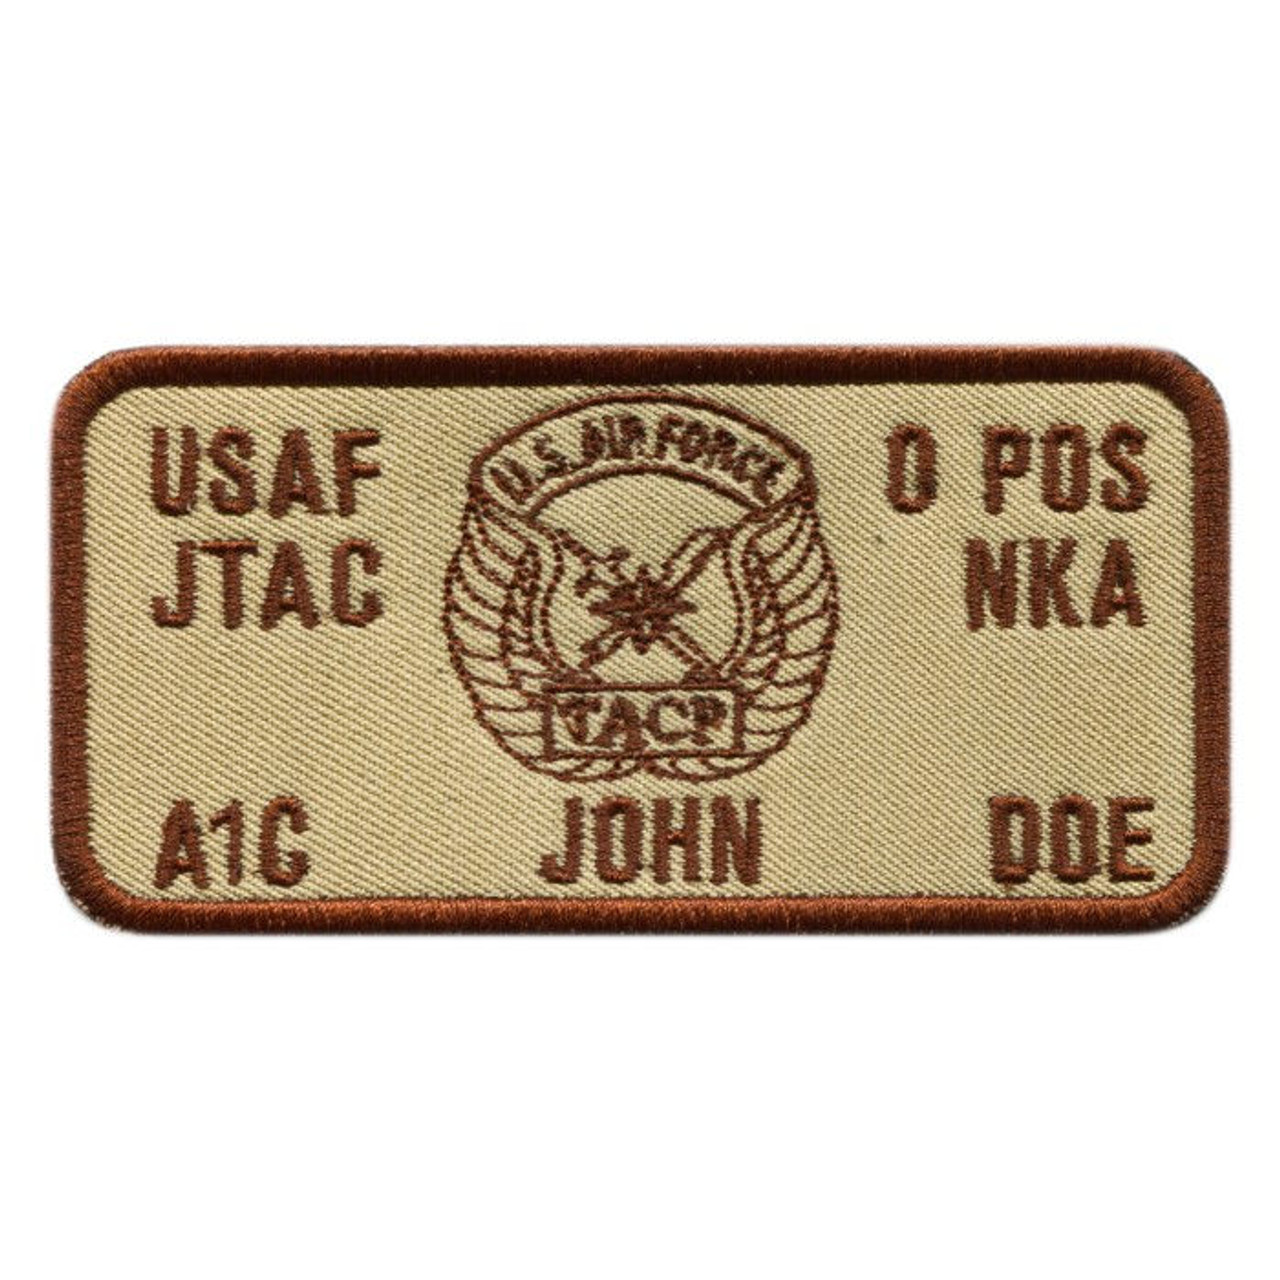 USAF
JTAC
U.S. AIR FORCE
TACP
O POS
NKA
A1C JOHN DOE